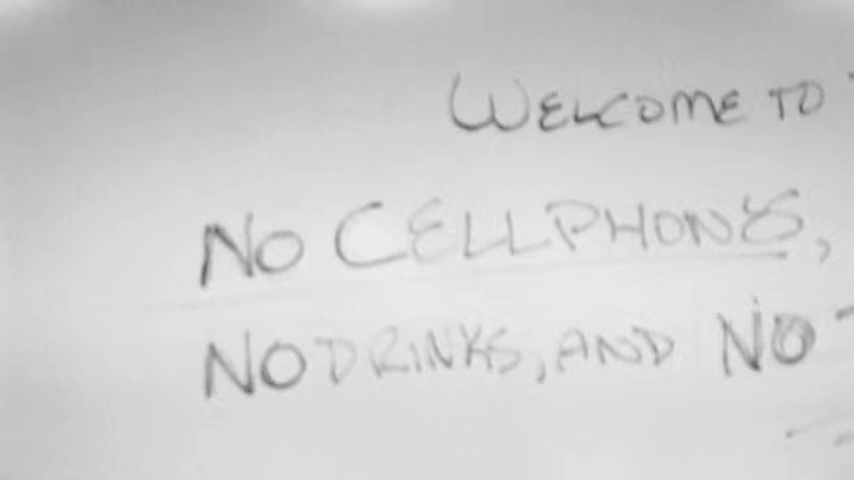 WELCOME TO
NO CELLPHONES,
NO DRINKS, AND NO